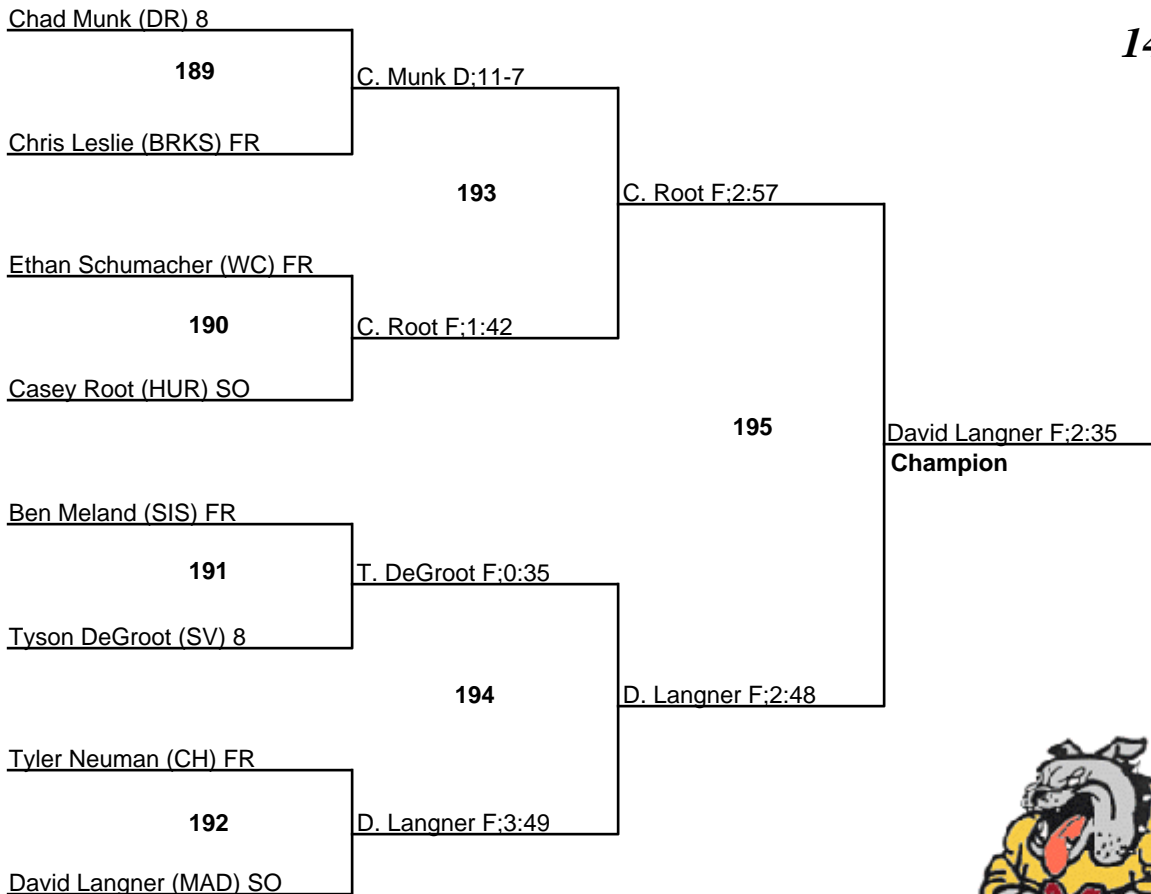 Chad Munk (DR) 8
14
189
C. Munk D;11-7
Chris Leslie (BRKS) FR
193
C. Root F;2:57
Ethan Schumacher (WC) FR
190
C. Root F;1:42
Casey Root (HUR) SO
195
David Langner F;2:35
Champion
Ben Meland (SIS) FR
191
T. DeGroot F;0:35
Tyson DeGroot (SV) 8
194
D. Langner F;2:48
Tyler Neuman (CH) FR
192
D. Langner F;3:49
David Langner (MAD) SO